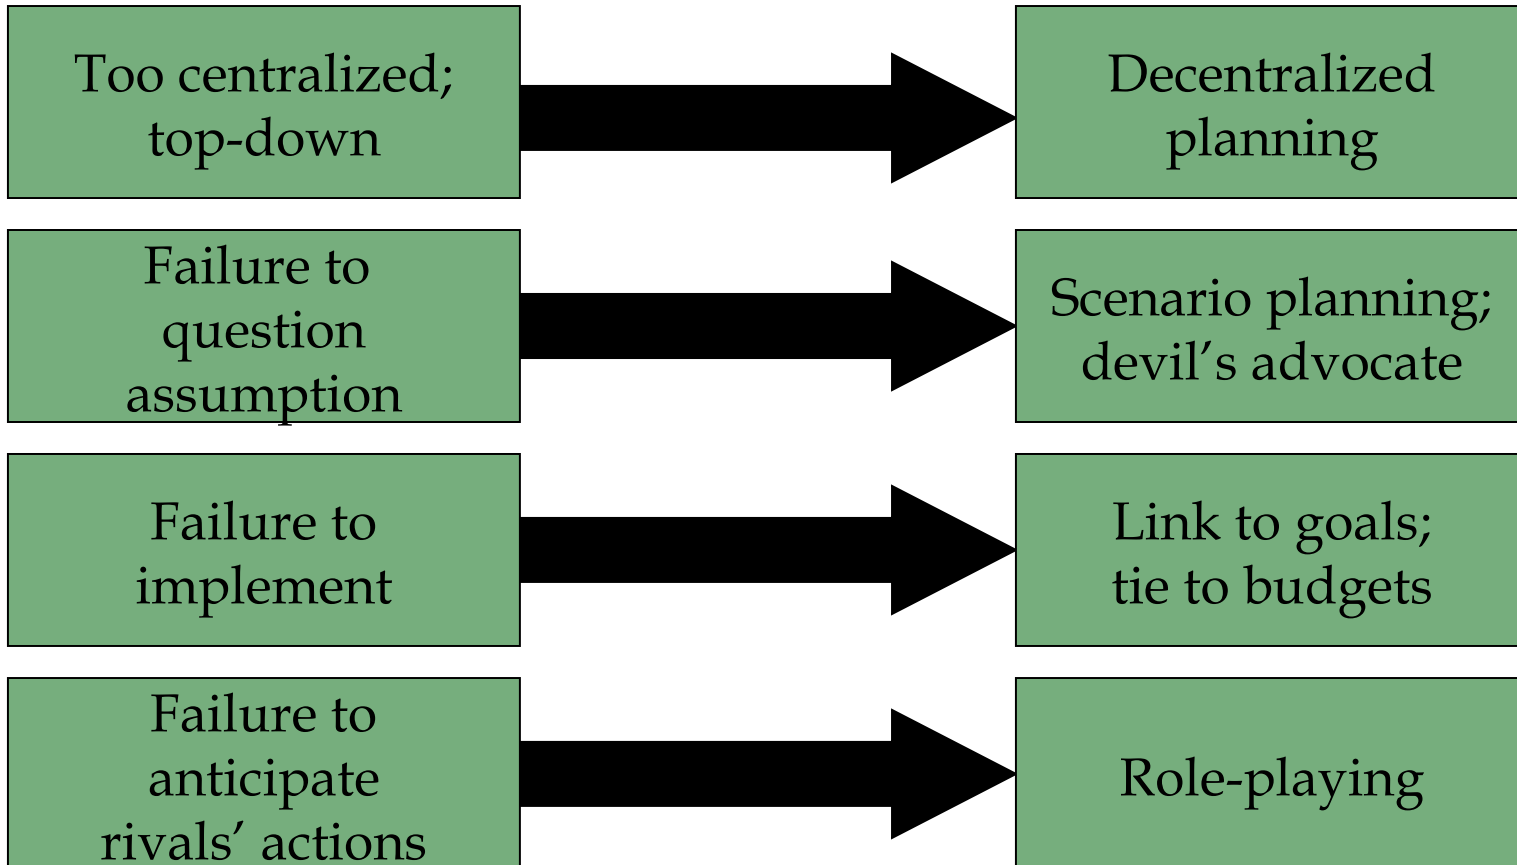 Too centralized;
top-down
Decentralized
planning
Failure to
question
assumption
Scenario planning;
devil’s advocate
Failure to
implement
Link to goals;
tie to budgets
Failure to
anticipate
rivals’ actions
Role-playing